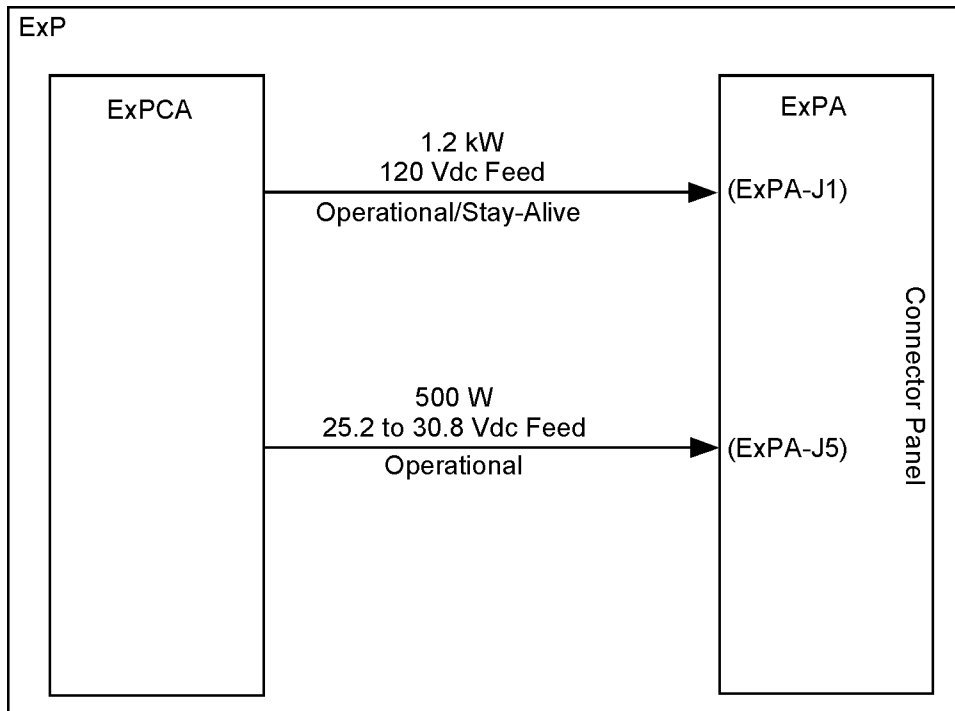 ExP
ExPCA
ExPA
1.2 kW
120 Vdc Feed
Operational/Stay-Alive
(ExPA-J1)
Connector Panel
500 W
25.2 to 30.8 Vdc Feed
Operational
(ExPA-J5)